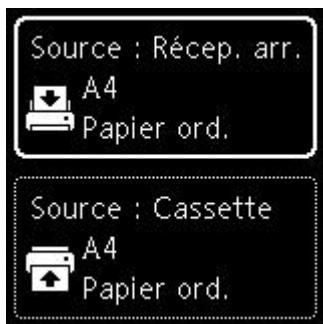 Source : Récep. arr.
A4
Papier ord.
Source : Cassette
A4
Papier ord.